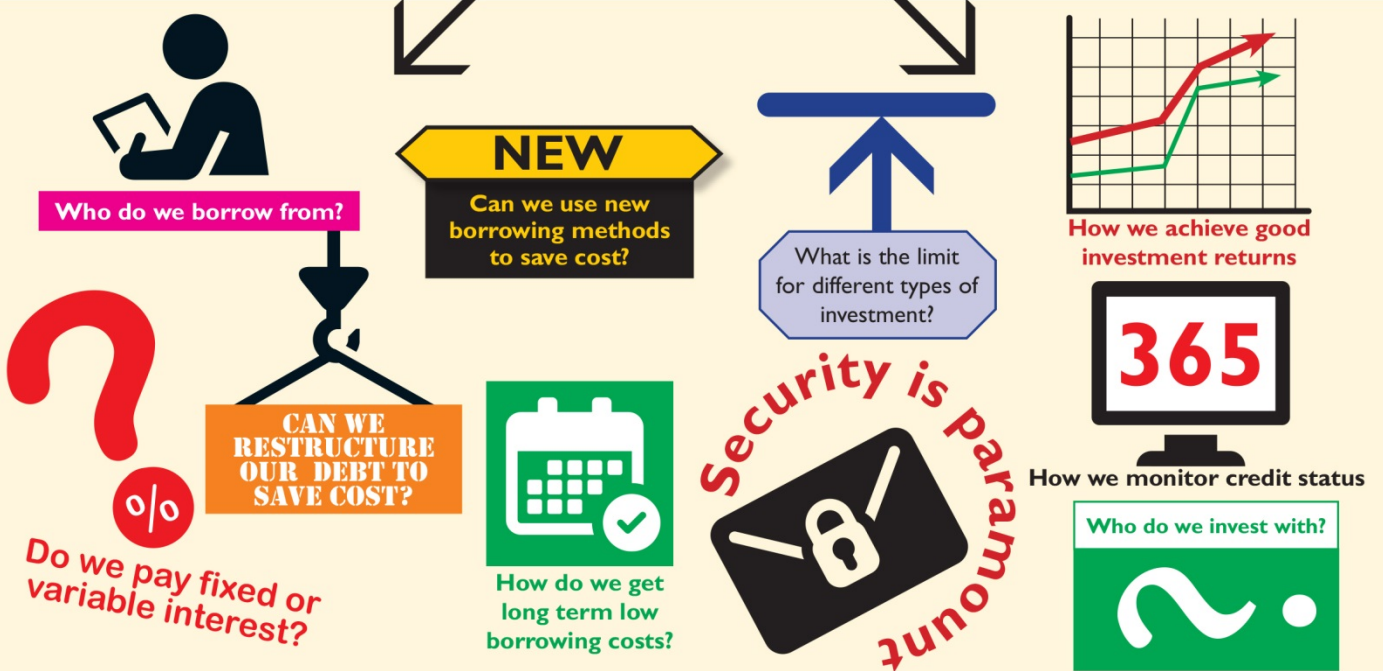 Who do we borrow from?
NEW
Can we use new
borrowing methods
to save cost?
What is the limit
for different types of
investment?
How we achieve good
investment returns
365
How we monitor credit status
Who do we invest with?
Security is paramount
CAN WE
RESTRUCTURE
OUR DEBT TO
SAVE COST?
%
Do we pay fixed or
variable interest?
How do we get
long term low
borrowing costs?